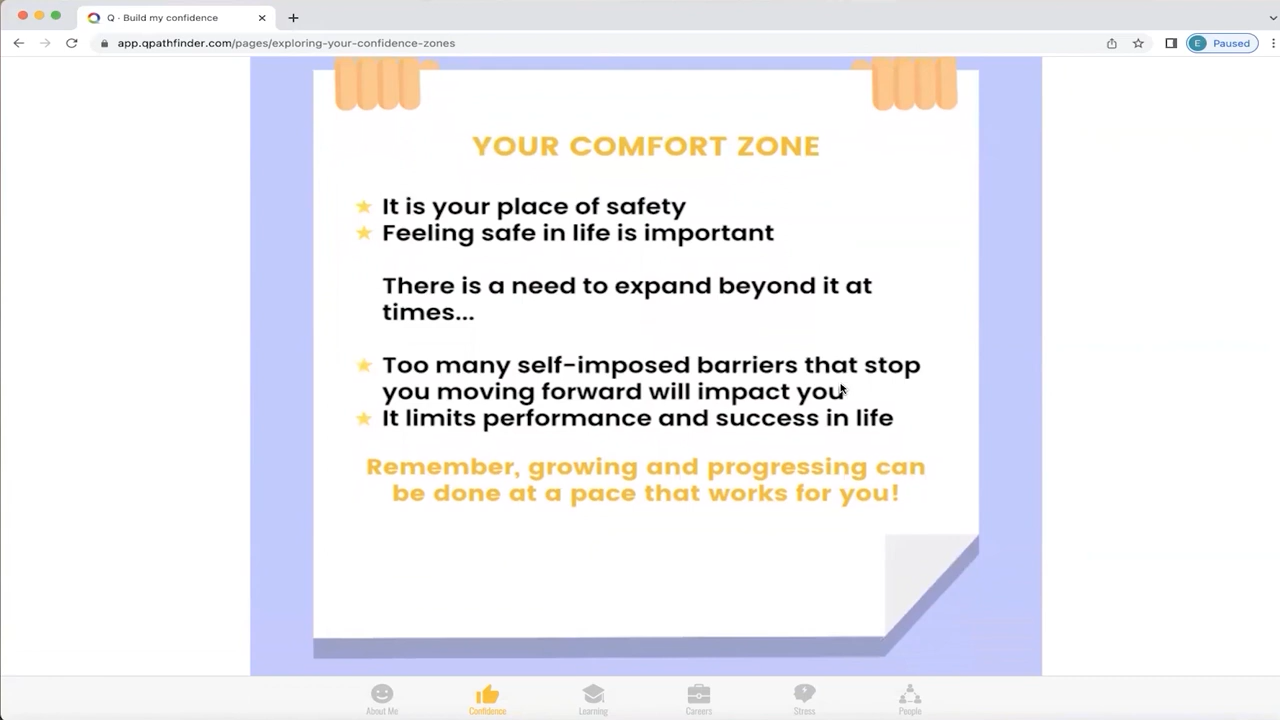 Q - Build my confidence
app.qpathfinder.com/pages/exploring-your-confidence-zones
E
Paused
YOUR COMFORT ZONE
It is your place of safety
Feeling safe in life is important
There is a need to expand beyond it at
times...
Too many self-imposed barriers that stop
you moving forward will impact you
It limits performance and success in life
Remember, growing and progressing can
be done at a pace that works for you!
About Me
Confidence
Learning
Careers
Stress
People